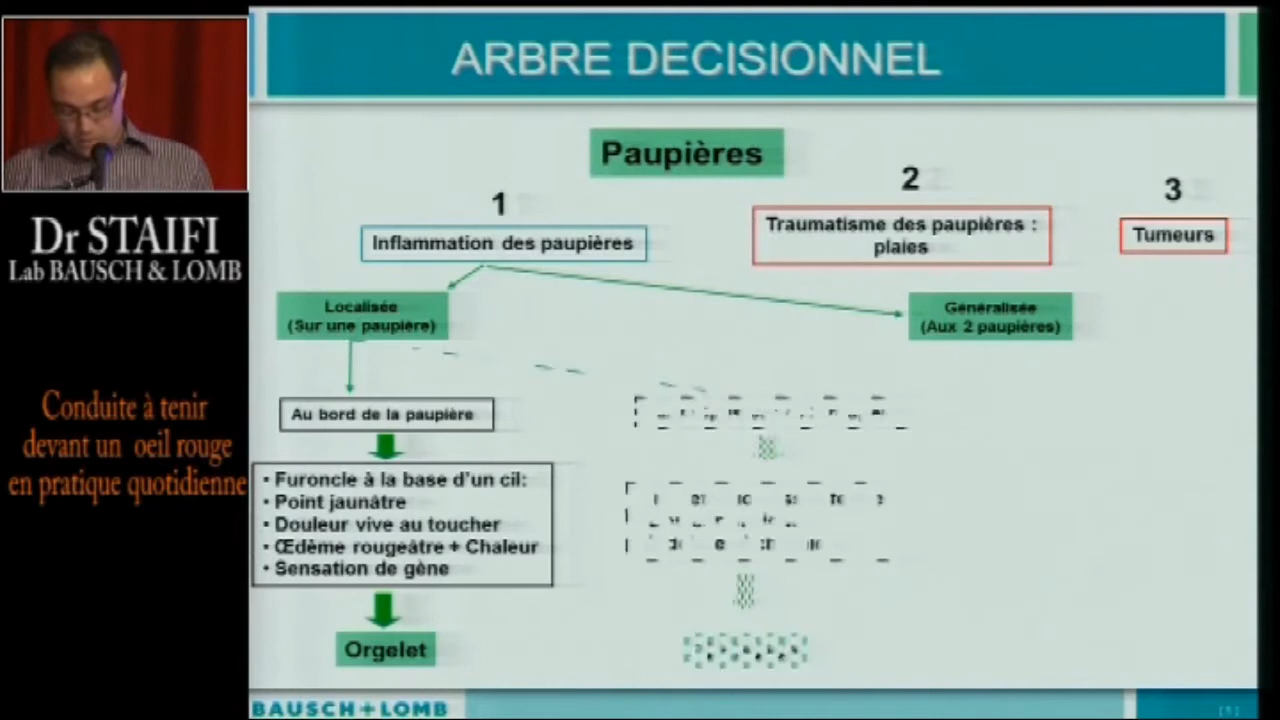 ARBRE DECISIONNEL
Paupières
1
2
3
Inflammation des paupières
Traumatisme des paupières :
plaies
Tumeurs
Localisée
(Sur une paupière)
Généralisée
(Aux 2 paupières)
Au bord de la paupière
• Furoncle à la base d'un cil:
• Point jaunâtre
• Douleur vive au toucher
• Œdème rougeâtre + Chaleur
• Sensation de gène
Orgelet
BAUSCH + LOMB
Dr STAIFI
Lab BAUSCH & LOMB
Conduite à tenir
devant un oeil rouge
en pratique quotidienne